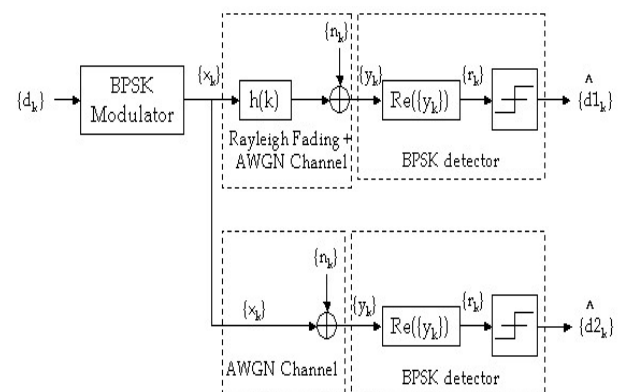 {n_k}
{d_k}
BPSK
Modulator
{x_k}
h(k)
{y_k}
Re({y_k})
{r_k}
^
{d1_k}
Rayleigh Fading +
AWGN Channel
BPSK detector
{n_k}
{x_k}
{y_k}
Re({y_k})
{r_k}
^
{d2_k}
AWGN Channel
BPSK detector